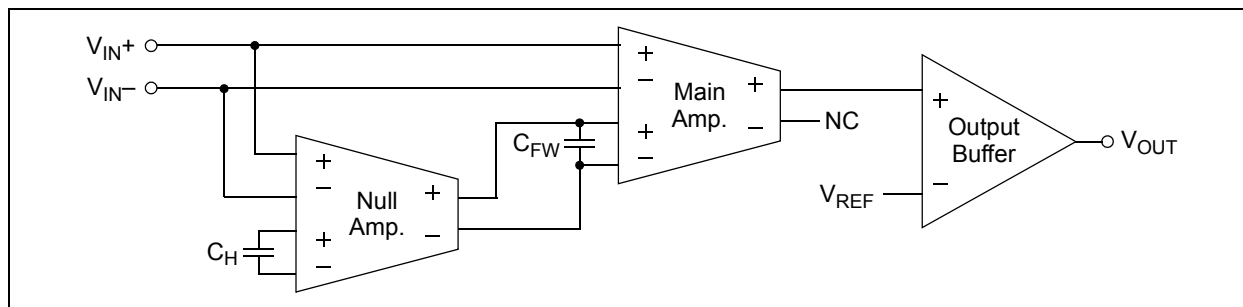 V_IN+
V_IN–
+
–
+
–
Main
Amp.
+
–
NC
+
–
Output
Buffer
V_OUT
V_REF
C_FW
+
–
+
–
Null
Amp.
+
–
C_H